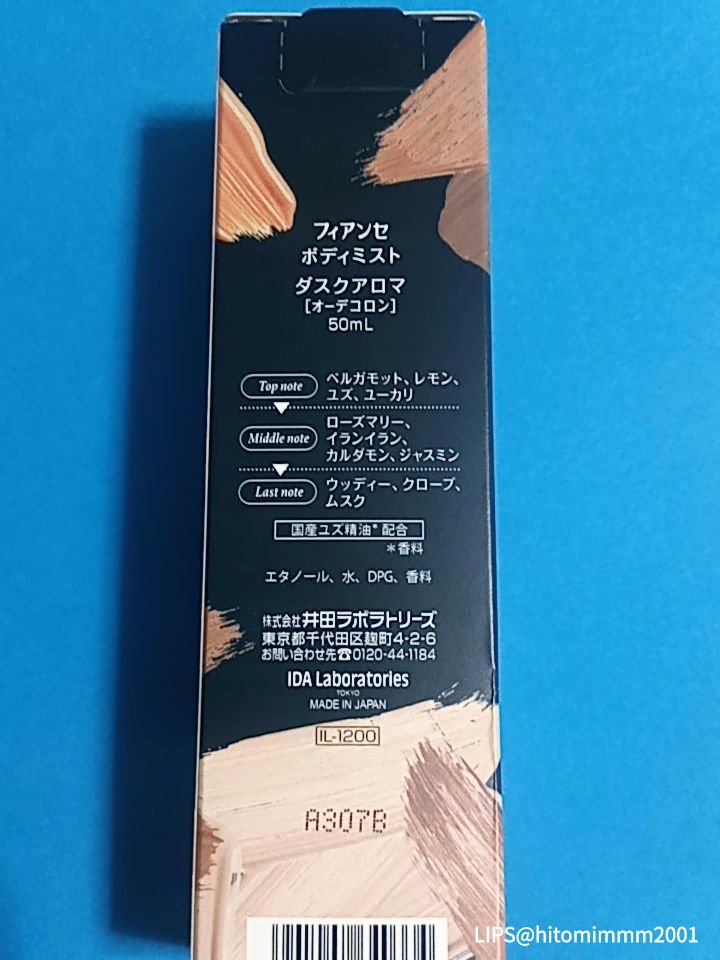 フィアンセ
ボディミスト
ダスクアロマ
[オーデコロン]
50mL
Top note
ベルガモット、レモン、
ユズ、ユーカリ
Middle note
ローズマリー、
イランイラン、
カルダモン、ジャスミン
Last note
ウッディー、クローブ、
ムスク
国産ユズ精油*配合
*香料
エタノール、水、DPG、香料
株式会社井田ラボラトリーズ
東京都千代田区麹町4-2-6
お問い合わせ先☎0120-44-1184
IDA Laboratories
TOKYO
MADE IN JAPAN
IL-1200
A307B
LIPS@hitomimmm2001